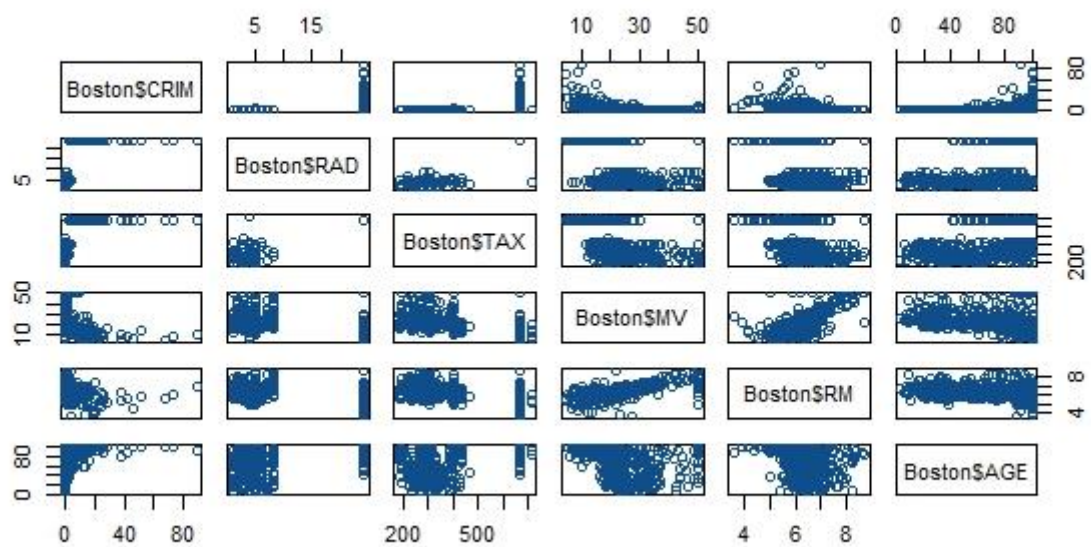 5 15 10 30 50 0 40 80
Boston$CRIM 0 40 80
5 Boston$RAD
Boston$TAX 200
10 50 Boston$MV
Boston$RM 4 8
0 80 Boston$AGE
0 40 80 200 500 4 6 8